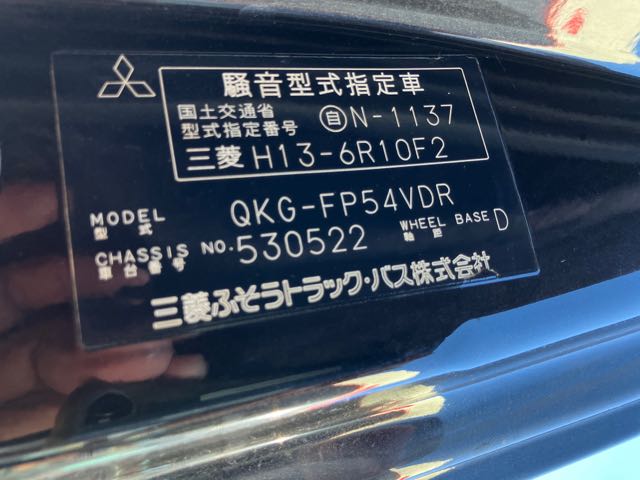 騒音型式指定車
国土交通省
型式指定番号 自N-1137
三菱 H13-6R10F2
MODEL 型式 QKG-FP54VDR
CHASSIS NO. 車台番号 530522 WHEEL BASE 軸距 D
三菱ふそうトラック・バス株式会社